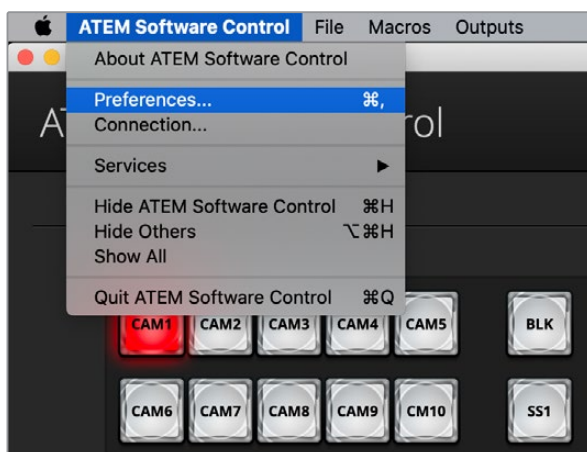 ATEM Software Control File Macros Outputs
About ATEM Software Control
Preferences... ⌘,
A rol
Connection...
Services ▶
Hide ATEM Software Control ⌘H
Hide Others ⌥⌘H
Show All
Quit ATEM Software Control ⌘Q
CAM1 CAM2 CAM3 CAM4 CAM5 BLK
CAM6 CAM7 CAM8 CAM9 CM10 SS1